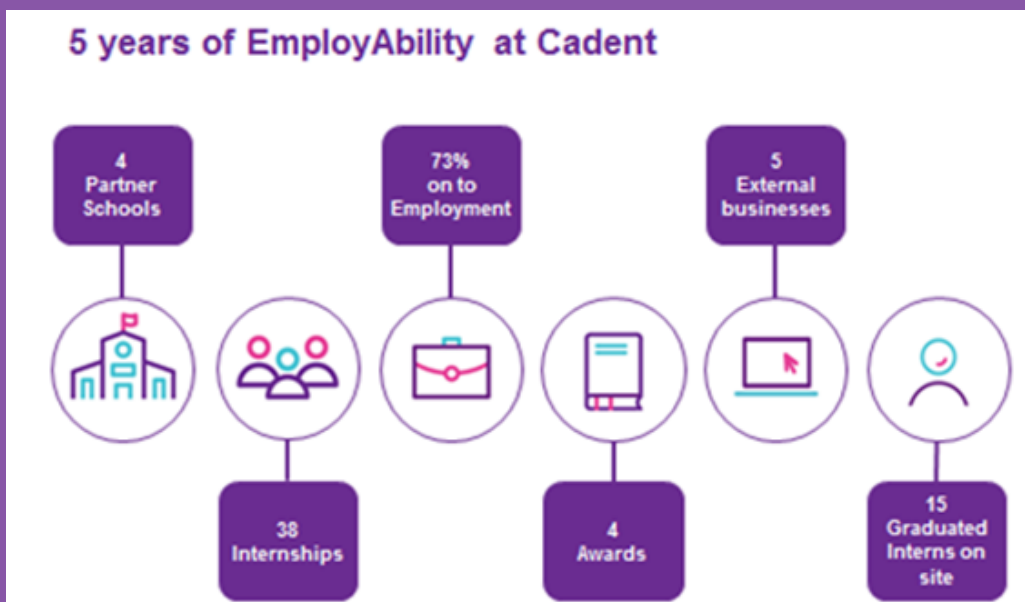 5 years of EmployAbility at Cadent
4
Partner
Schools
73%
on to
Employment
5
External
businesses
38
Internships
4
Awards
15
Graduated
Interns on
site